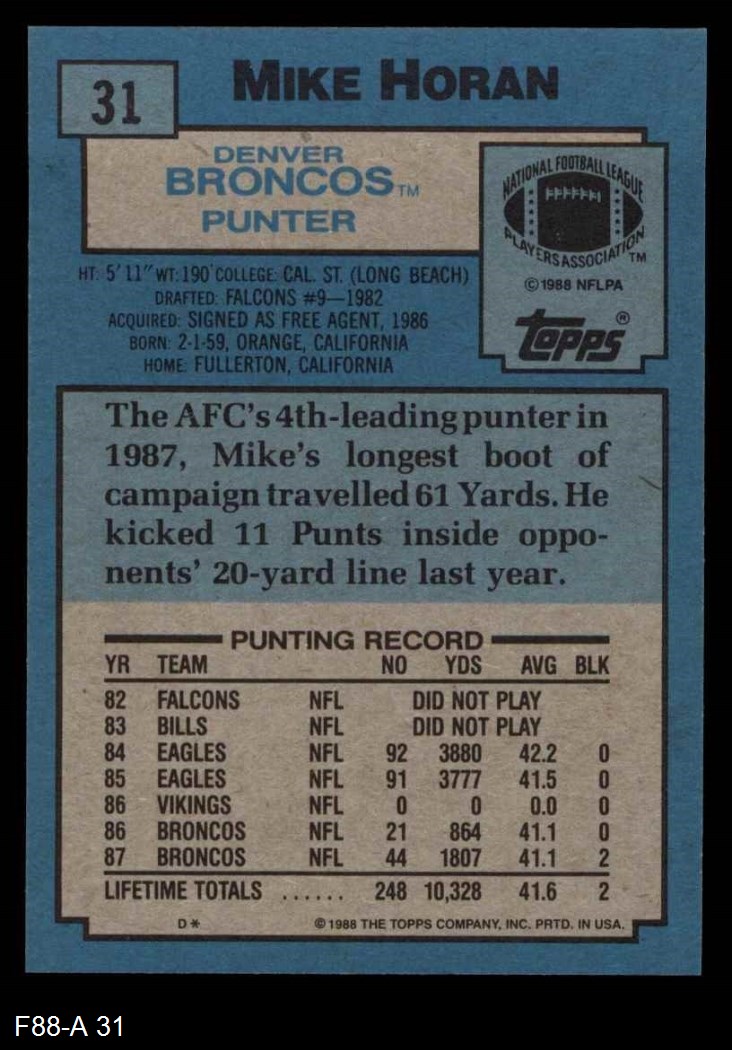 31
MIKE HORAN
DENVER
BRONCOS™
PUNTER
NATIONAL FOOTBALL LEAGUE
PLAYERS ASSOCIATION™
© 1988 NFLPA
Topps®
HT: 5'11" WT: 190 COLLEGE: CAL. ST. (LONG BEACH)
DRAFTED: FALCONS #9—1982
ACQUIRED: SIGNED AS FREE AGENT, 1986
BORN: 2-1-59, ORANGE, CALIFORNIA
HOME: FULLERTON, CALIFORNIA
The AFC's 4th-leading punter in
1987, Mike's longest boot of
campaign travelled 61 Yards. He
kicked 11 Punts inside oppo-
nents' 20-yard line last year.
PUNTING RECORD
YR TEAM NO YDS AVG BLK
82 FALCONS NFL DID NOT PLAY
83 BILLS NFL DID NOT PLAY
84 EAGLES NFL 92 3880 42.2 0
85 EAGLES NFL 91 3777 41.5 0
86 VIKINGS NFL 0 0 0.0 0
86 BRONCOS NFL 21 864 41.1 0
87 BRONCOS NFL 44 1807 41.1 2
LIFETIME TOTALS ...... 248 10,328 41.6 2
D* © 1988 THE TOPPS COMPANY, INC. PRTD. IN USA.
F88-A 31